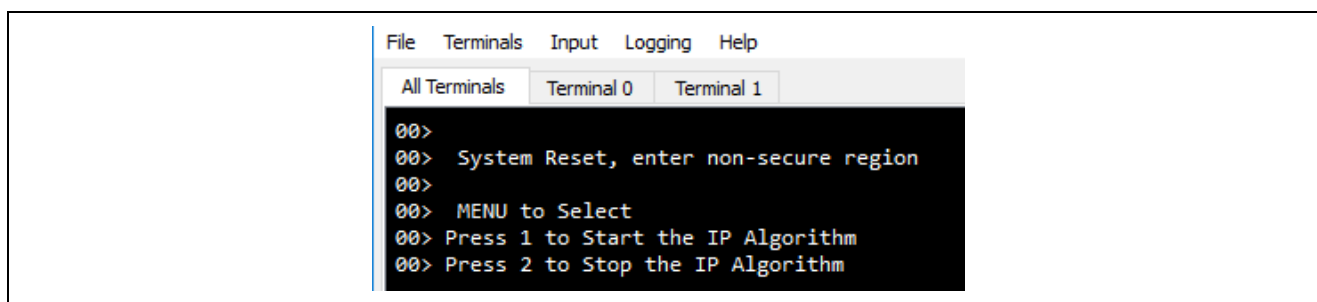 File Terminals Input Logging Help
All Terminals Terminal 0 Terminal 1
00>
00>  System Reset, enter non-secure region
00>
00>  MENU to Select
00> Press 1 to Start the IP Algorithm
00> Press 2 to Stop the IP Algorithm